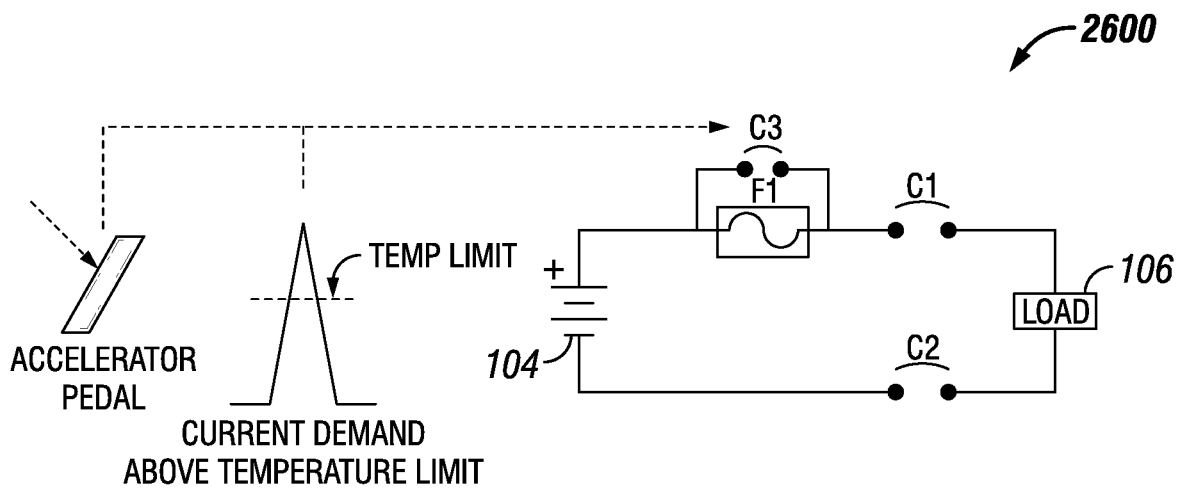 2600
C3
F1
C1
TEMP LIMIT
+
106
LOAD
ACCELERATOR
PEDAL
104
C2
CURRENT DEMAND
ABOVE TEMPERATURE LIMIT